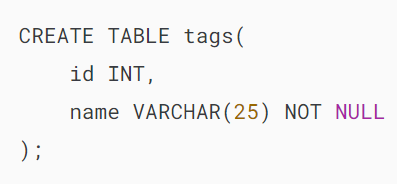 CREATE TABLE tags(
    id INT,
    name VARCHAR(25) NOT NULL
);